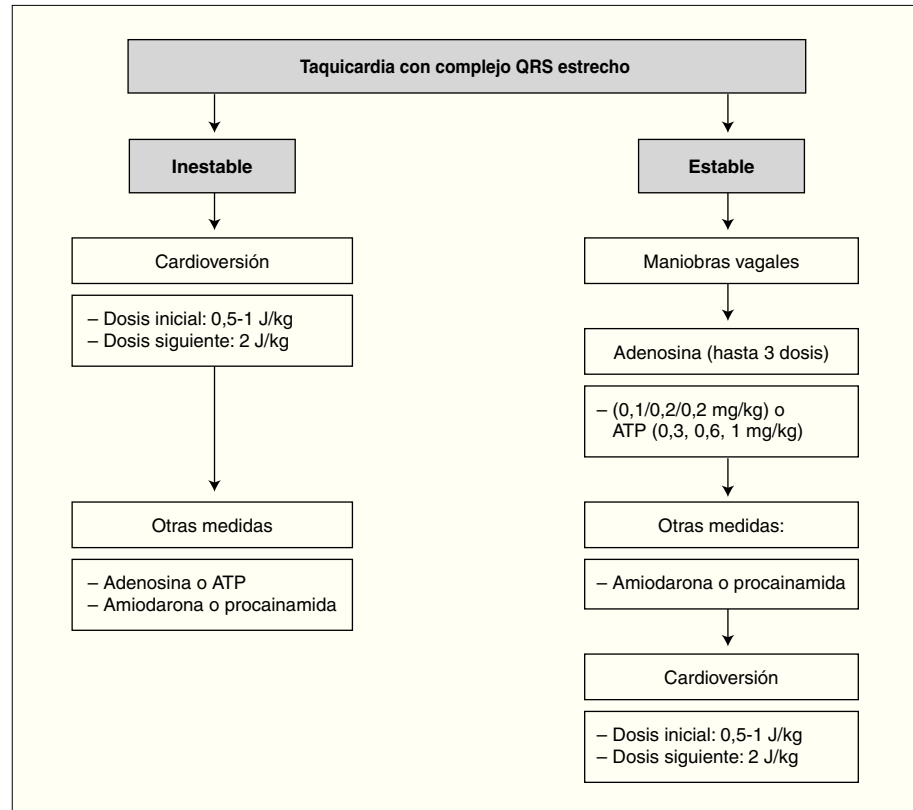 Taquicardia con complejo QRS estrecho
Inestable
Cardioversión
– Dosis inicial: 0,5-1 J/kg
– Dosis siguiente: 2 J/kg
Otras medidas
– Adenosina o ATP
– Amiodarona o procainamida
Estable
Maniobras vagales
Adenosina (hasta 3 dosis)
– (0,1/0,2/0,2 mg/kg) o
ATP (0,3, 0,6, 1 mg/kg)
Otras medidas:
– Amiodarona o procainamida
Cardioversión
– Dosis inicial: 0,5-1 J/kg
– Dosis siguiente: 2 J/kg